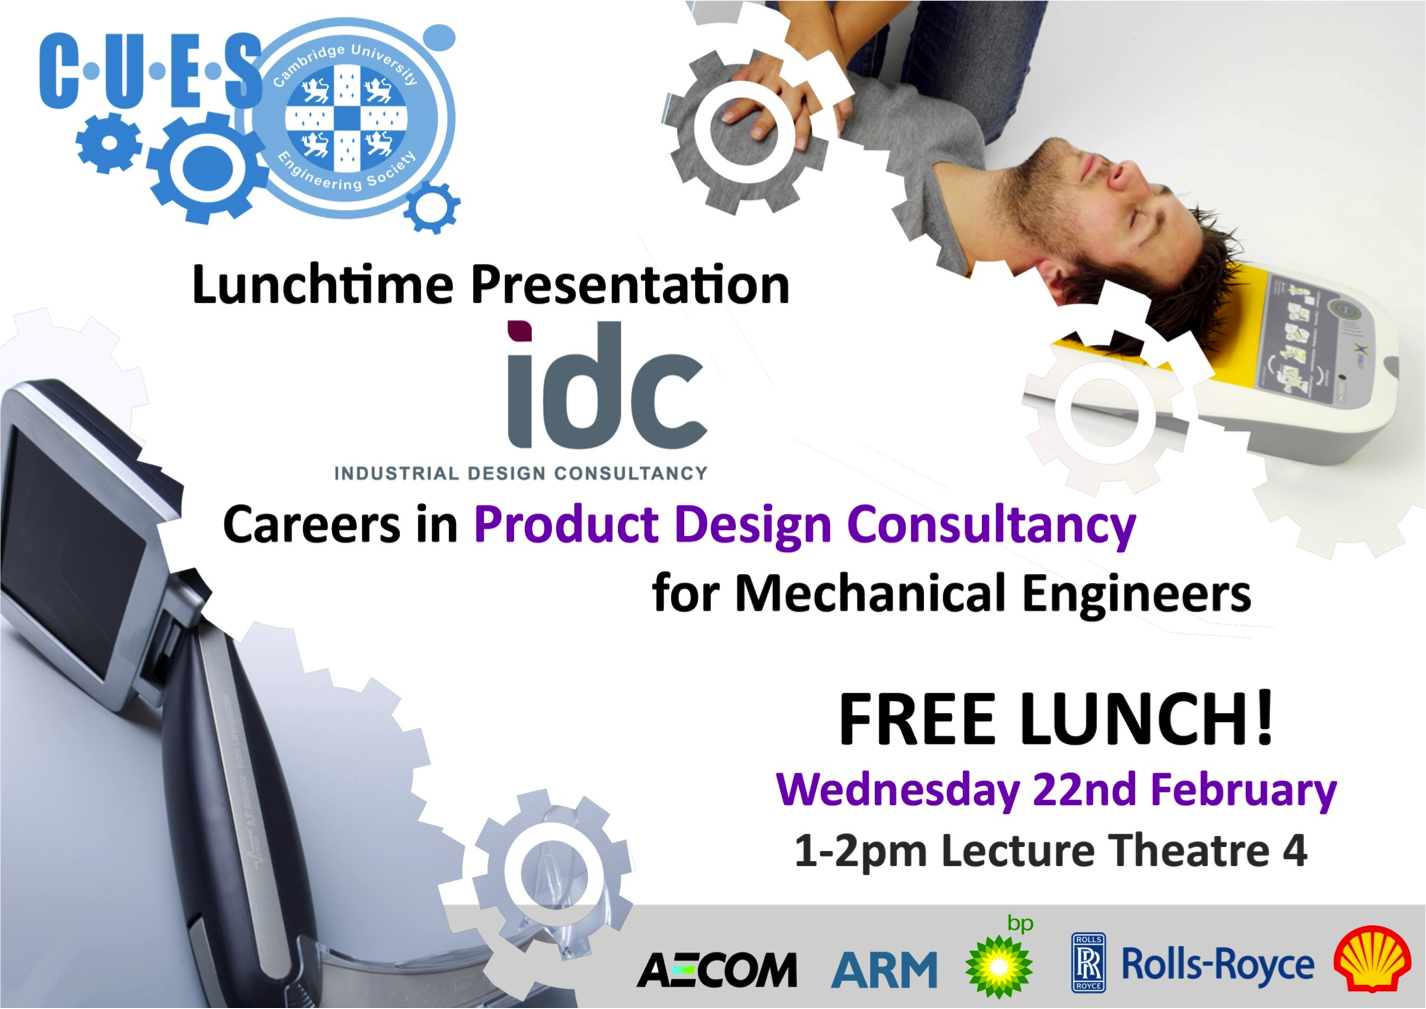 C·U·E·S
Cambridge University
Engineering Society
Lunchtime Presentation
idc
INDUSTRIAL DESIGN CONSULTANCY
Careers in Product Design Consultancy
for Mechanical Engineers
FREE LUNCH!
Wednesday 22nd February
1-2pm Lecture Theatre 4
AECOM
ARM
bp
ROLLS
RR
ROYCE
Rolls-Royce